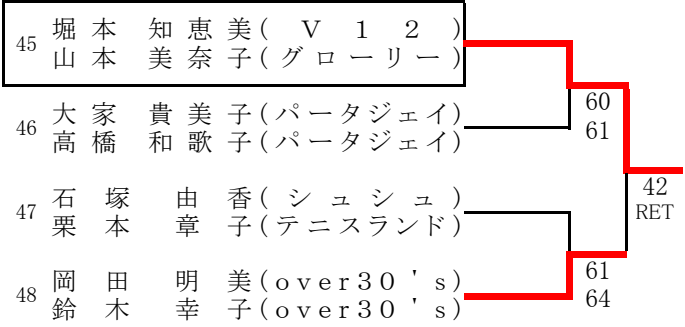 45 堀本 知恵美(V12)
山本 美奈子(グローリー)
46 大家 貴美子(パータジェイ)
高橋 和歌子(パータジェイ)
60
61
42
RET
47 石塚 由香(シュシュ)
栗本 章子(テニスランド)
48 岡田 明美(over30's)
鈴木 幸子(over30's)
61
64